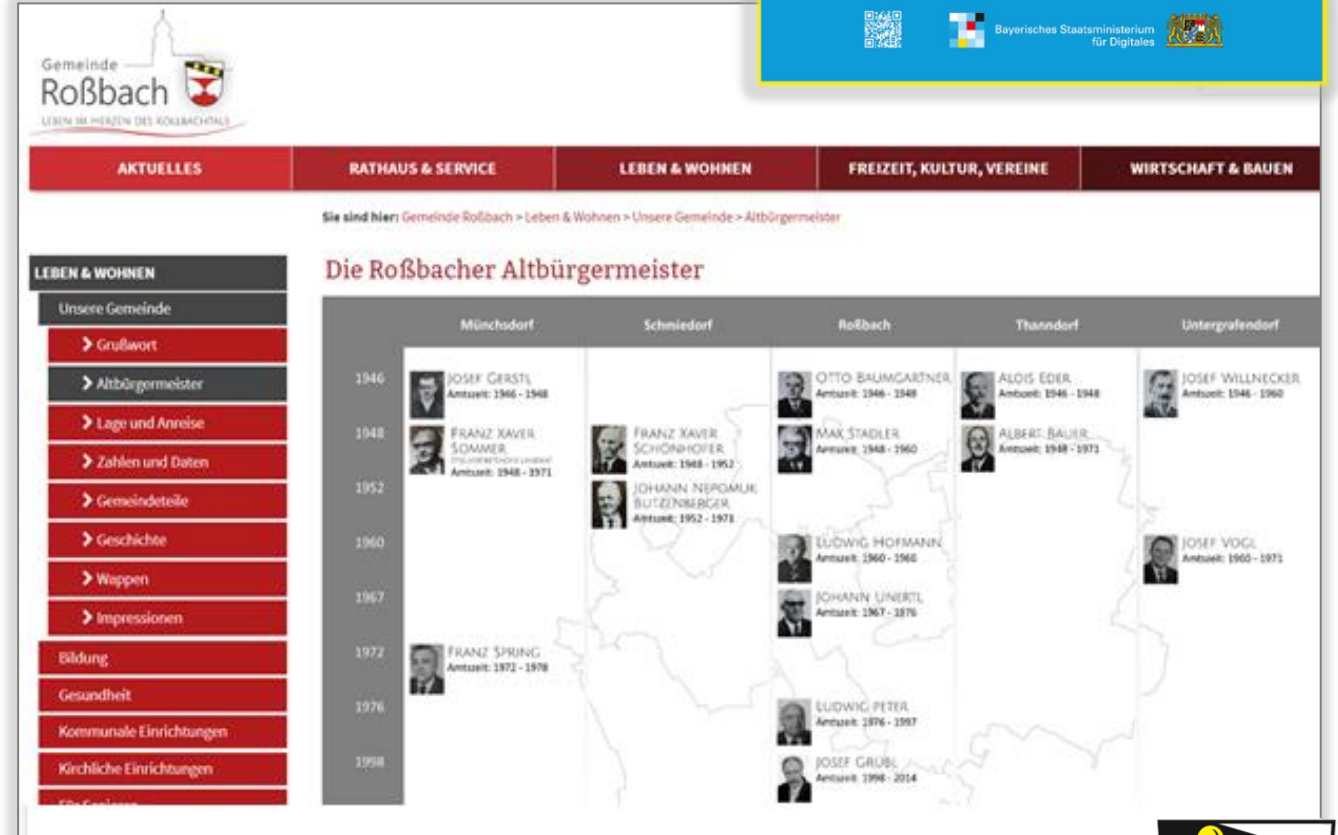 Bayerisches Staatsministerium
für Digitales
Gemeinde
Roßbach
LEBEN IM HERZEN DES KOLLBACHTALS
AKTUELLES
RATHAUS & SERVICE
LEBEN & WOHNEN
FREIZEIT, KULTUR, VEREINE
WIRTSCHAFT & BAUEN
Sie sind hier: Gemeinde Roßbach > Leben & Wohnen > Unsere Gemeinde > Altbürgermeister
LEBEN & WOHNEN
Unsere Gemeinde
Grußwort
Altbürgermeister
Lage und Anreise
Zahlen und Daten
Gemeindeteile
Geschichte
Wappen
Impressionen
Bildung
Gesundheit
Kommunale Einrichtungen
Kirchliche Einrichtungen
Die Roßbacher Altbürgermeister
Münchsdorf
Schmiedorf
Roßbach
Thanndorf
Untergrafendorf
1946
JOSEF GERSTL
Amtszeit: 1946 - 1948
OTTO BAUMGARTNER
Amtszeit: 1946 - 1948
ALOIS EDER
Amtszeit: 1946 - 1948
JOSEF WILLNECKER
Amtszeit: 1946 - 1960
1948
FRANZ XAVER
SOMMER
Amtszeit: 1948 - 1971
FRANZ XAVER
SCHÖNHOFER
Amtszeit: 1948 - 1952
MAX STADLER
Amtszeit: 1948 - 1960
ALBERT BAUER
Amtszeit: 1948 - 1971
1952
JOHANN NEPOMUK
BUTZENBERGER
Amtszeit: 1952 - 1971
1960
LUDWIG HOFMANN
Amtszeit: 1960 - 1966
JOSEF VOGL
Amtszeit: 1960 - 1971
1967
JOHANN UNERTL
Amtszeit: 1967 - 1976
1972
FRANZ SPRING
Amtszeit: 1972 - 1978
1976
LUDWIG PETER
Amtszeit: 1976 - 1997
1998
JOSEF GRÜBL
Amtszeit: 1998 - 2014